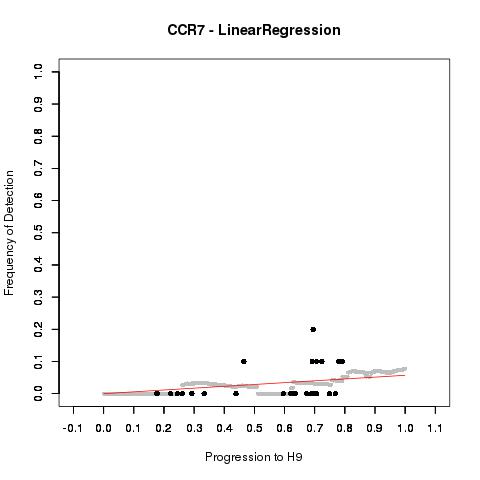 CCR7 - LinearRegression
Frequency of Detection
1.0
0.9
0.8
0.7
0.6
0.5
0.4
0.3
0.2
0.1
0.0
-0.1 0.0 0.1 0.2 0.3 0.4 0.5 0.6 0.7 0.8 0.9 1.0 1.1
Progression to H9